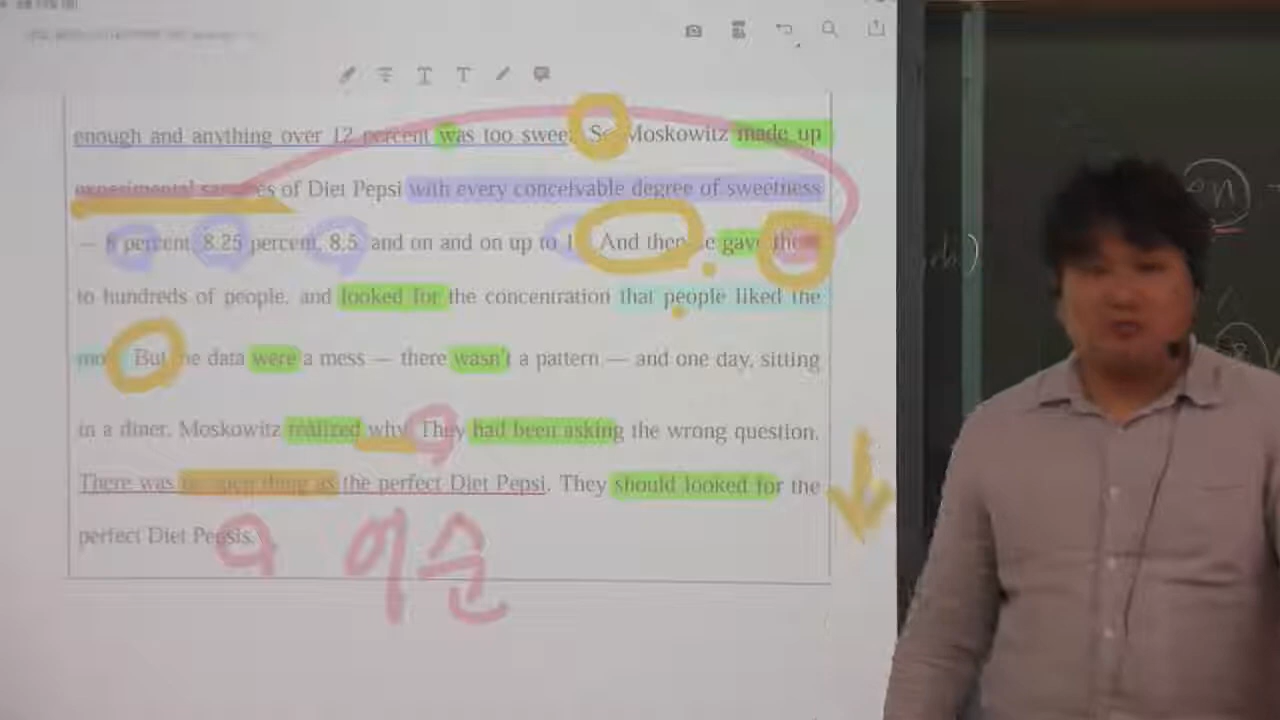 enough and anything over 12 percent was too sweet. So Moskowitz made up
experimental samples of Diet Pepsi with every conceivable degree of sweetness
— 8 percent, 8.25 percent, 8.5, and on and on up to 1 And then he gave them
to hundreds of people, and looked for the concentration that people liked the
mo But the data were a mess — there wasn't a pattern — and one day, sitting
in a diner, Moskowitz realized why. They had been asking the wrong question.
There was no such thing as the perfect Diet Pepsi. They should looked for the
perfect Diet Pepsis.
어순
en